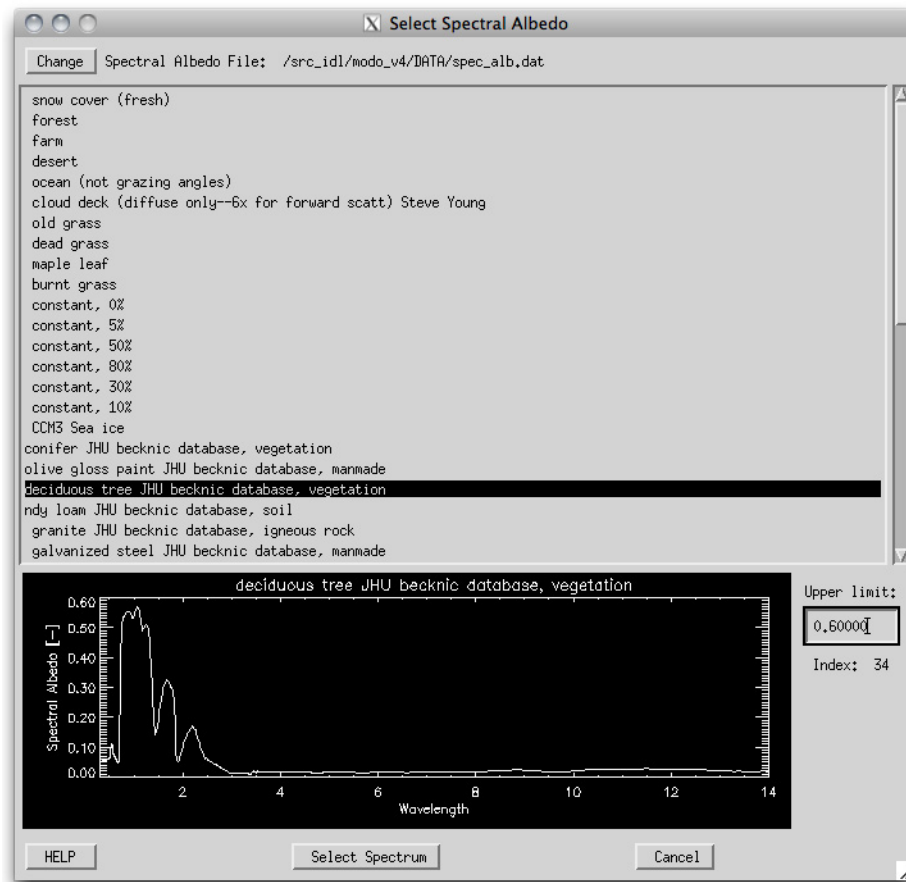 X Select Spectral Albedo
Change Spectral Albedo File: /src_idl/modo_v4/DATA/spec_alb.dat
snow cover (fresh)
forest
farm
desert
ocean (not grazing angles)
cloud deck (diffuse only--6x for forward scatt) Steve Young
old grass
dead grass
maple leaf
burnt grass
constant, 0%
constant, 5%
constant, 50%
constant, 80%
constant, 30%
constant, 10%
CCM3 Sea ice
conifer JHU becknic database, vegetation
olive gloss paint JHU becknic database, manmade
deciduous tree JHU becknic database, vegetation
ndy loam JHU becknic database, soil
granite JHU becknic database, igneous rock
galvanized steel JHU becknic database, manmade
deciduous tree JHU becknic database, vegetation
Spectral Albedo [-]
0.60
0.50
0.40
0.30
0.20
0.10
0.00
2 4 6 8 10 12 14
Wavelength
Upper limit:
0.60000
Index: 34
HELP Select Spectrum Cancel